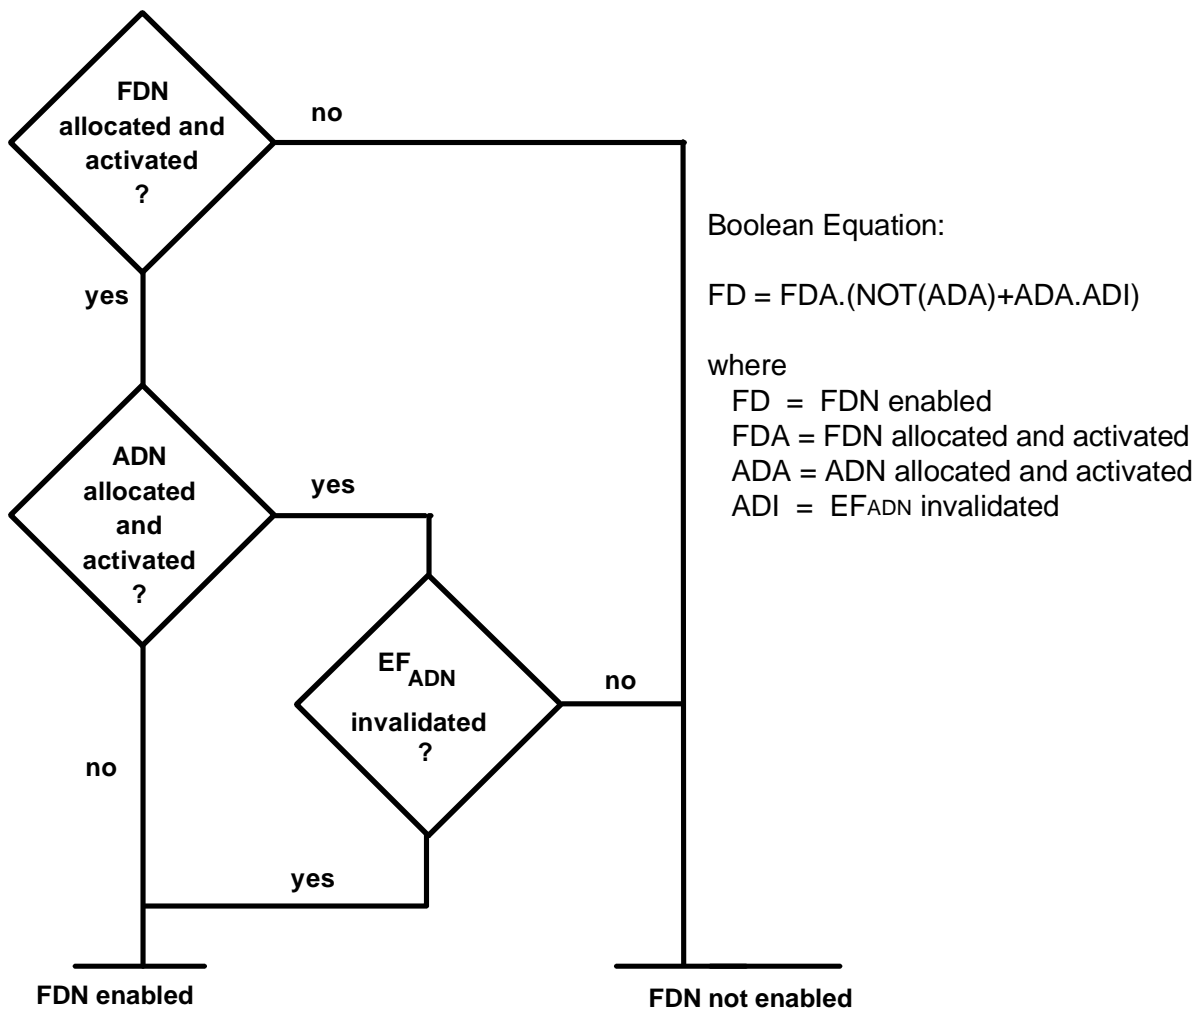 FDN
allocated and
activated
?
no
yes
Boolean Equation:
FD = FDA.(NOT(ADA)+ADA.ADI)
where
FD = FDN enabled
FDA = FDN allocated and activated
ADA = ADN allocated and activated
ADI = EFADN invalidated
ADN
allocated
and
activated
?
yes
EFADN
invalidated
?
no
no
yes
FDN enabled
FDN not enabled